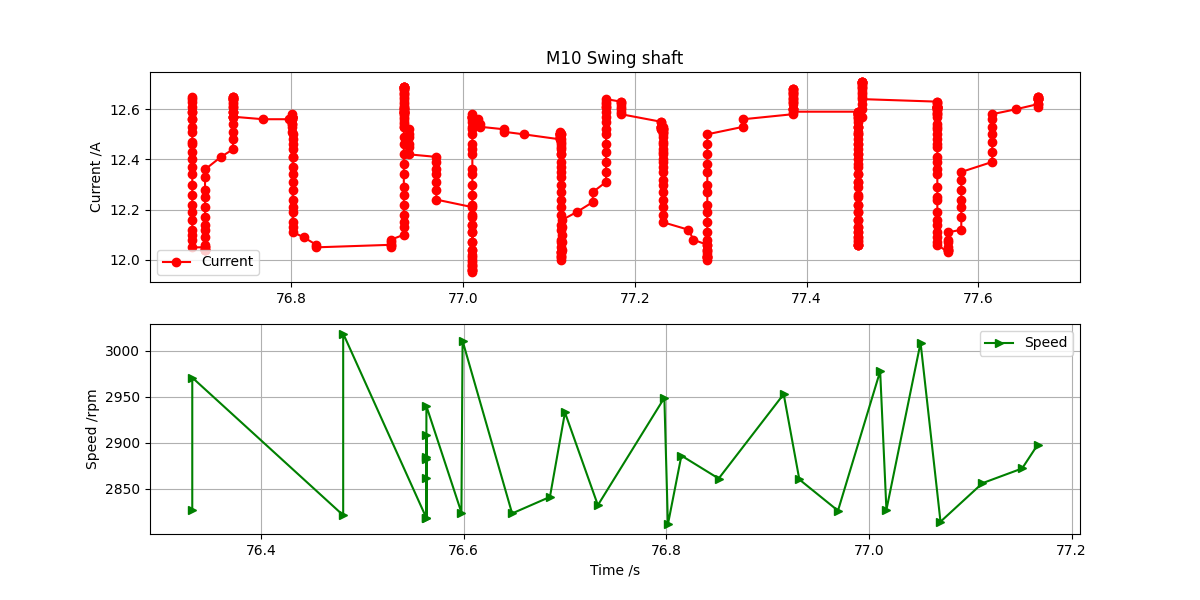 M10 Swing shaft
Current /A
12.6
12.4
12.2
12.0
Current
76.8 77.0 77.2 77.4 77.6
Speed /rpm
3000
2950
2900
2850
Speed
76.4 76.6 76.8 77.0 77.2
Time /s